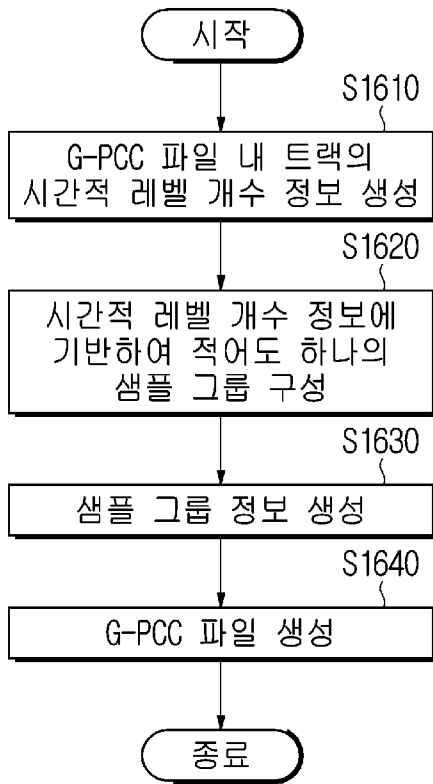 시작
S1610
G-PCC 파일 내 트랙의
시간적 레벨 개수 정보 생성
S1620
시간적 레벨 개수 정보에
기반하여 적어도 하나의
샘플 그룹 구성
S1630
샘플 그룹 정보 생성
S1640
G-PCC 파일 생성
종료